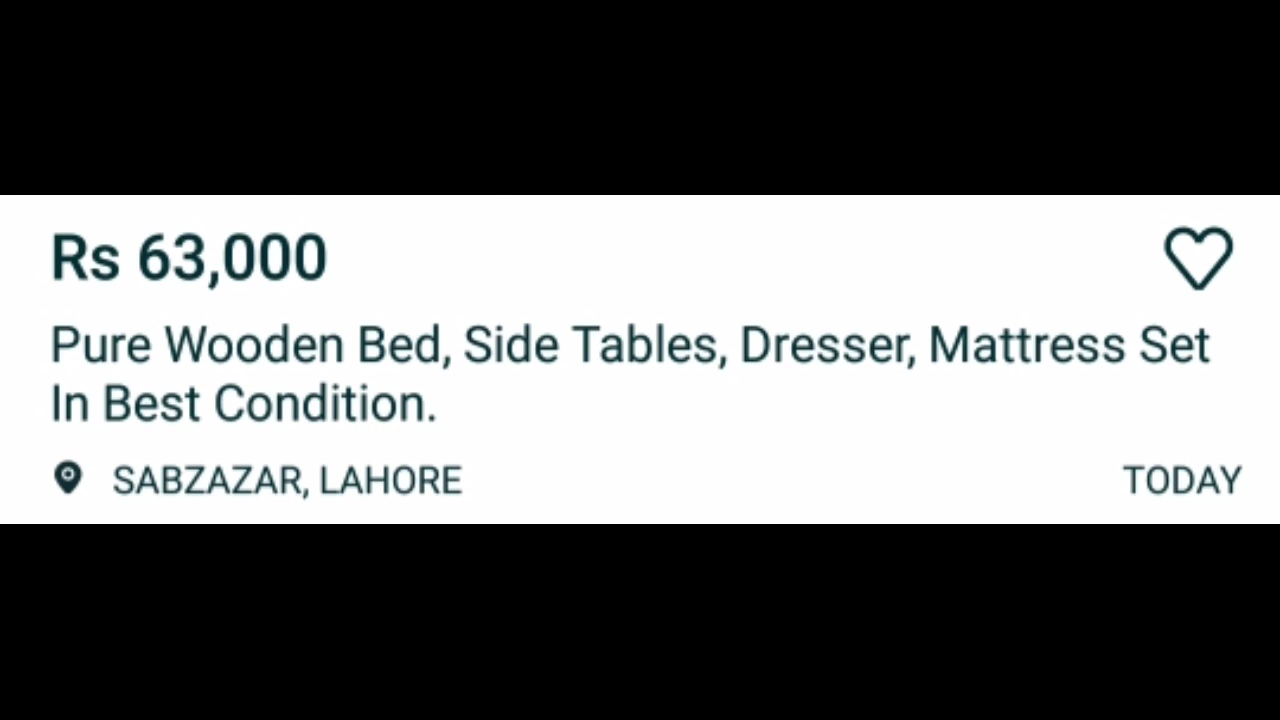 Rs 63,000
Pure Wooden Bed, Side Tables, Dresser, Mattress Set
In Best Condition.
SABZAZAR, LAHORE
TODAY